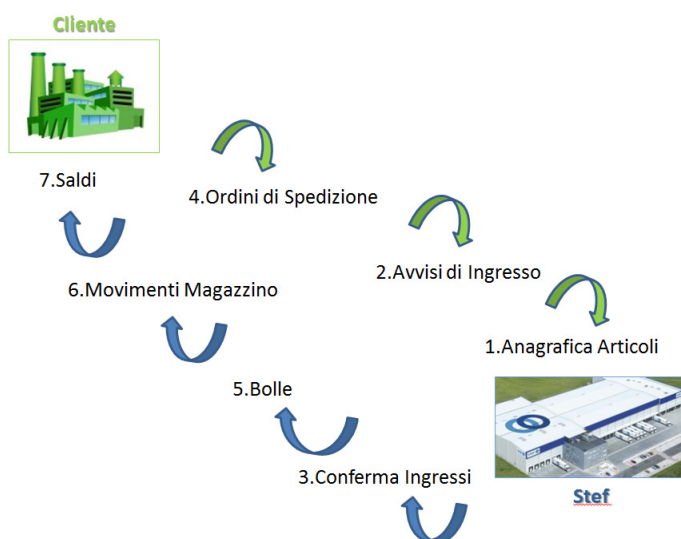 Cliente
7.Saldi
4.Ordini di Spedizione
2.Avvisi di Ingresso
6.Movimenti Magazzino
1.Anagrafica Articoli
5.Bolle
3.Conferma Ingressi
Stef